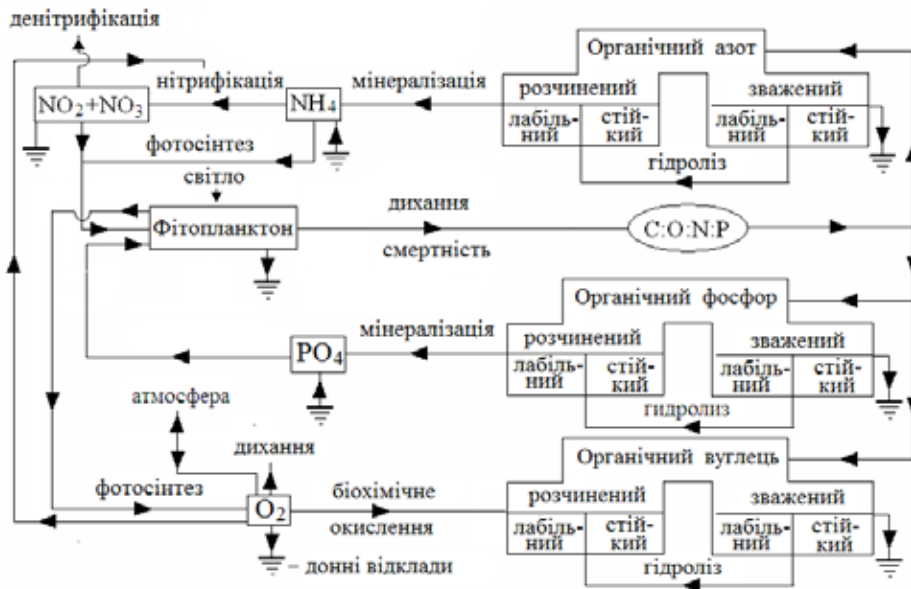 денітрифікація
Органічний азот
нітрифікація
мінералізація
розчинений
зважений
NO₂+NO₃
NH₄
лабіль-
ний
стій-
кий
лабіль-
ний
стій-
кий
фотосінтез
гідроліз
світло
дихання
Фітопланктон
C:O:N:P
смертність
Органічний фосфор
мінералізація
розчинений
зважений
PO₄
лабіль-
ний
стій-
кий
лабіль-
ний
стій-
кий
атмосфера
гидролиз
дихання
Органічний вуглець
фотосінтез
біохімічне
розчинений
зважений
O₂
окислення
лабіль-
ний
стій-
кий
лабіль-
ний
стій-
кий
– донні відклади
гідроліз